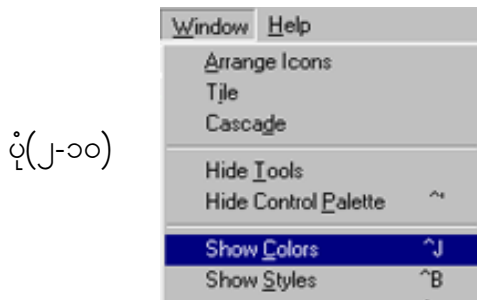 Window Help
Arrange Icons
Tile
Cascade
ပုံ(၂-၁၀)
Hide Tools
Hide Control Palette ^'
Show Colors ^J
Show Styles ^B